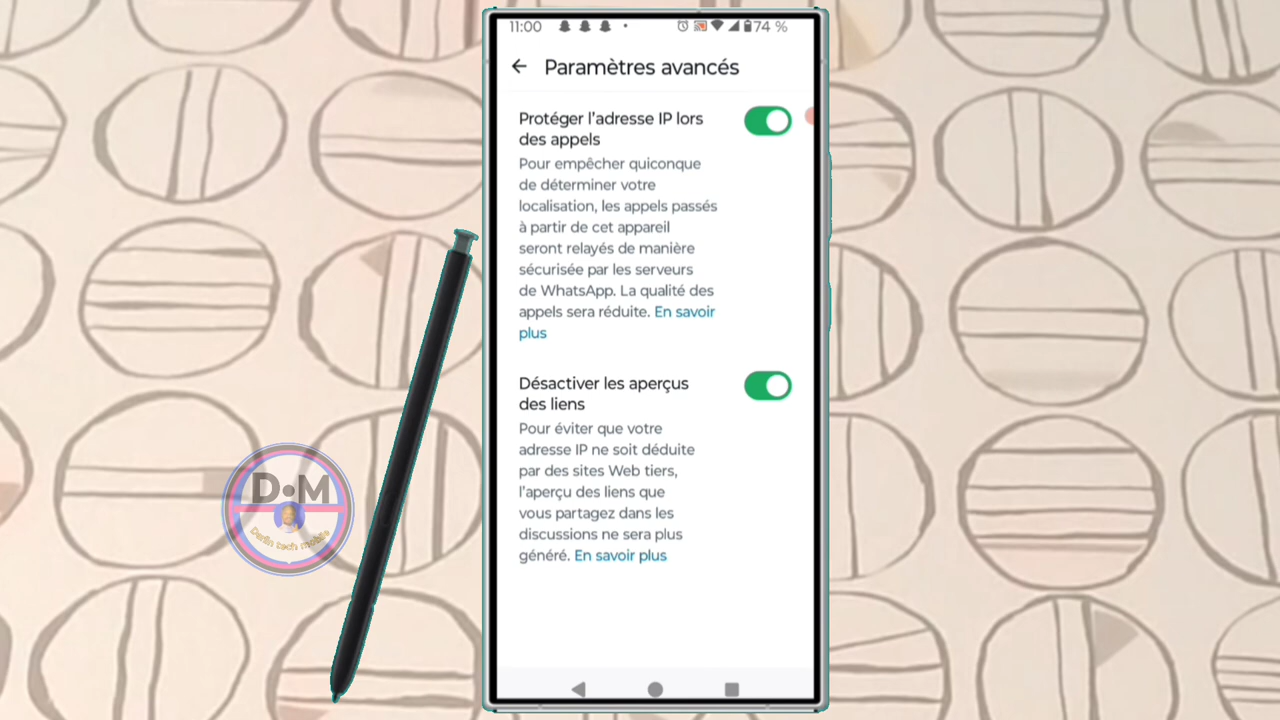 11:00
74 %
Paramètres avancés
Protéger l'adresse IP lors
des appels
Pour empêcher quiconque
de déterminer votre
localisation, les appels passés
à partir de cet appareil
seront relayés de manière
sécurisée par les serveurs
de WhatsApp. La qualité des
appels sera réduite. En savoir
plus
Désactiver les aperçus
des liens
Pour éviter que votre
adresse IP ne soit déduite
par des sites Web tiers,
l'aperçu des liens que
vous partagez dans les
discussions ne sera plus
généré. En savoir plus
D•M
Darlin tech mobile